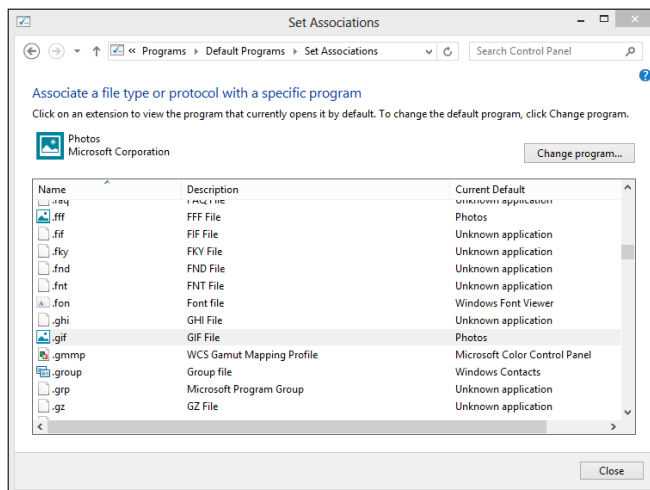 Set Associations
« Programs › Default Programs › Set Associations
Search Control Panel
Associate a file type or protocol with a specific program
Click on an extension to view the program that currently opens it by default. To change the default program, click Change program.
Photos
Microsoft Corporation
Change program...
Name Description Current Default
.faq FAQ File Unknown application
.fff FFF File Photos
.fif FIF File Unknown application
.fky FKY File Unknown application
.fnd FND File Unknown application
.fnt FNT File Unknown application
.fon Font file Windows Font Viewer
.ghi GHI File Unknown application
.gif GIF File Photos
.gmmp WCS Gamut Mapping Profile Microsoft Color Control Panel
.group Group file Windows Contacts
.grp Microsoft Program Group Unknown application
.gz GZ File Unknown application
Close